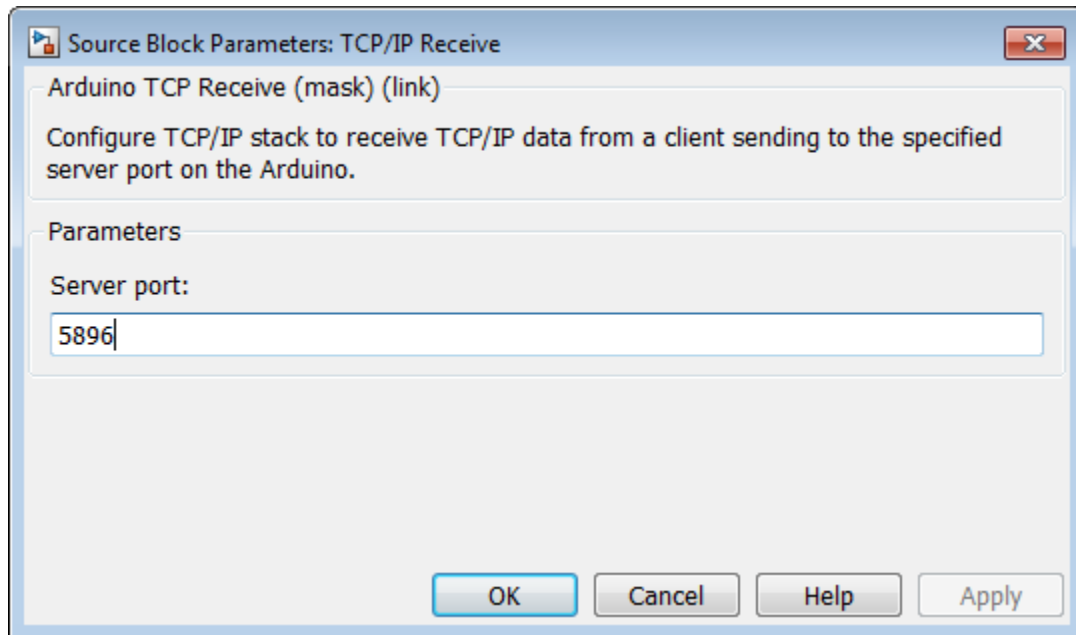 Source Block Parameters: TCP/IP Receive
Arduino TCP Receive (mask) (link)
Configure TCP/IP stack to receive TCP/IP data from a client sending to the specified
server port on the Arduino.
Parameters
Server port:
5896
OK Cancel Help Apply